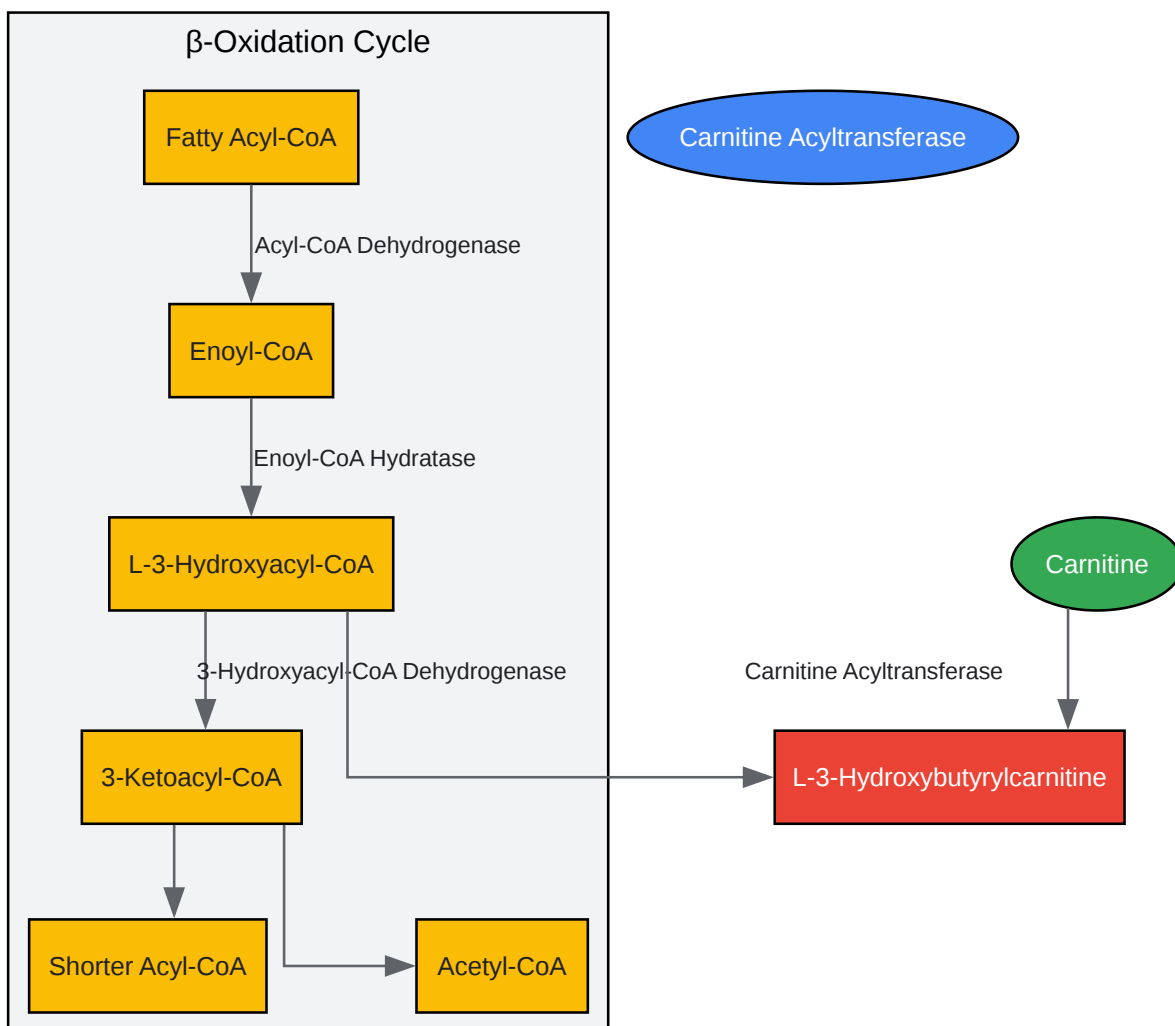 β-Oxidation Cycle
Fatty Acyl-CoA
Carnitine Acyltransferase
Acyl-CoA Dehydrogenase
Enoyl-CoA
Enoyl-CoA Hydratase
L-3-Hydroxyacyl-CoA
Carnitine
3-Hydroxyacyl-CoA Dehydrogenase
Carnitine Acyltransferase
3-Ketoacyl-CoA
L-3-Hydroxybutyrylcarnitine
Shorter Acyl-CoA
Acetyl-CoA